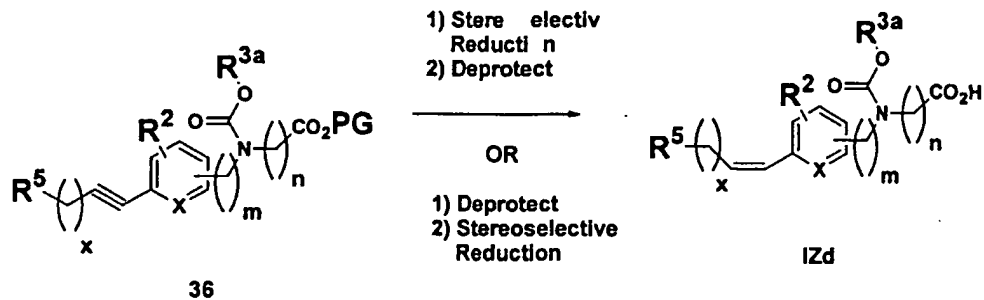 1) Stere electiv
Reducti n
2) Deprotect
OR
1) Deprotect
2) Stereoselective
Reduction
R3a
O
O
N
R2
CO2PG
n
m
X
R5
x
36
R3a
O
O
N
R2
CO2H
n
m
X
R5
x
IZd